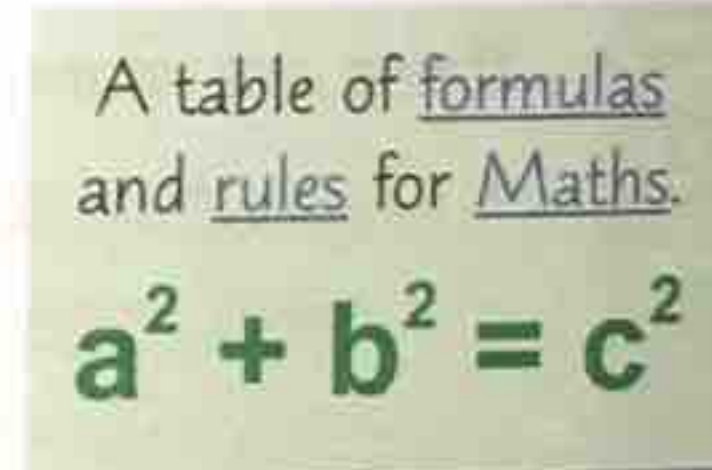 A table of formulas
and rules for Maths.
a² + b² = c²